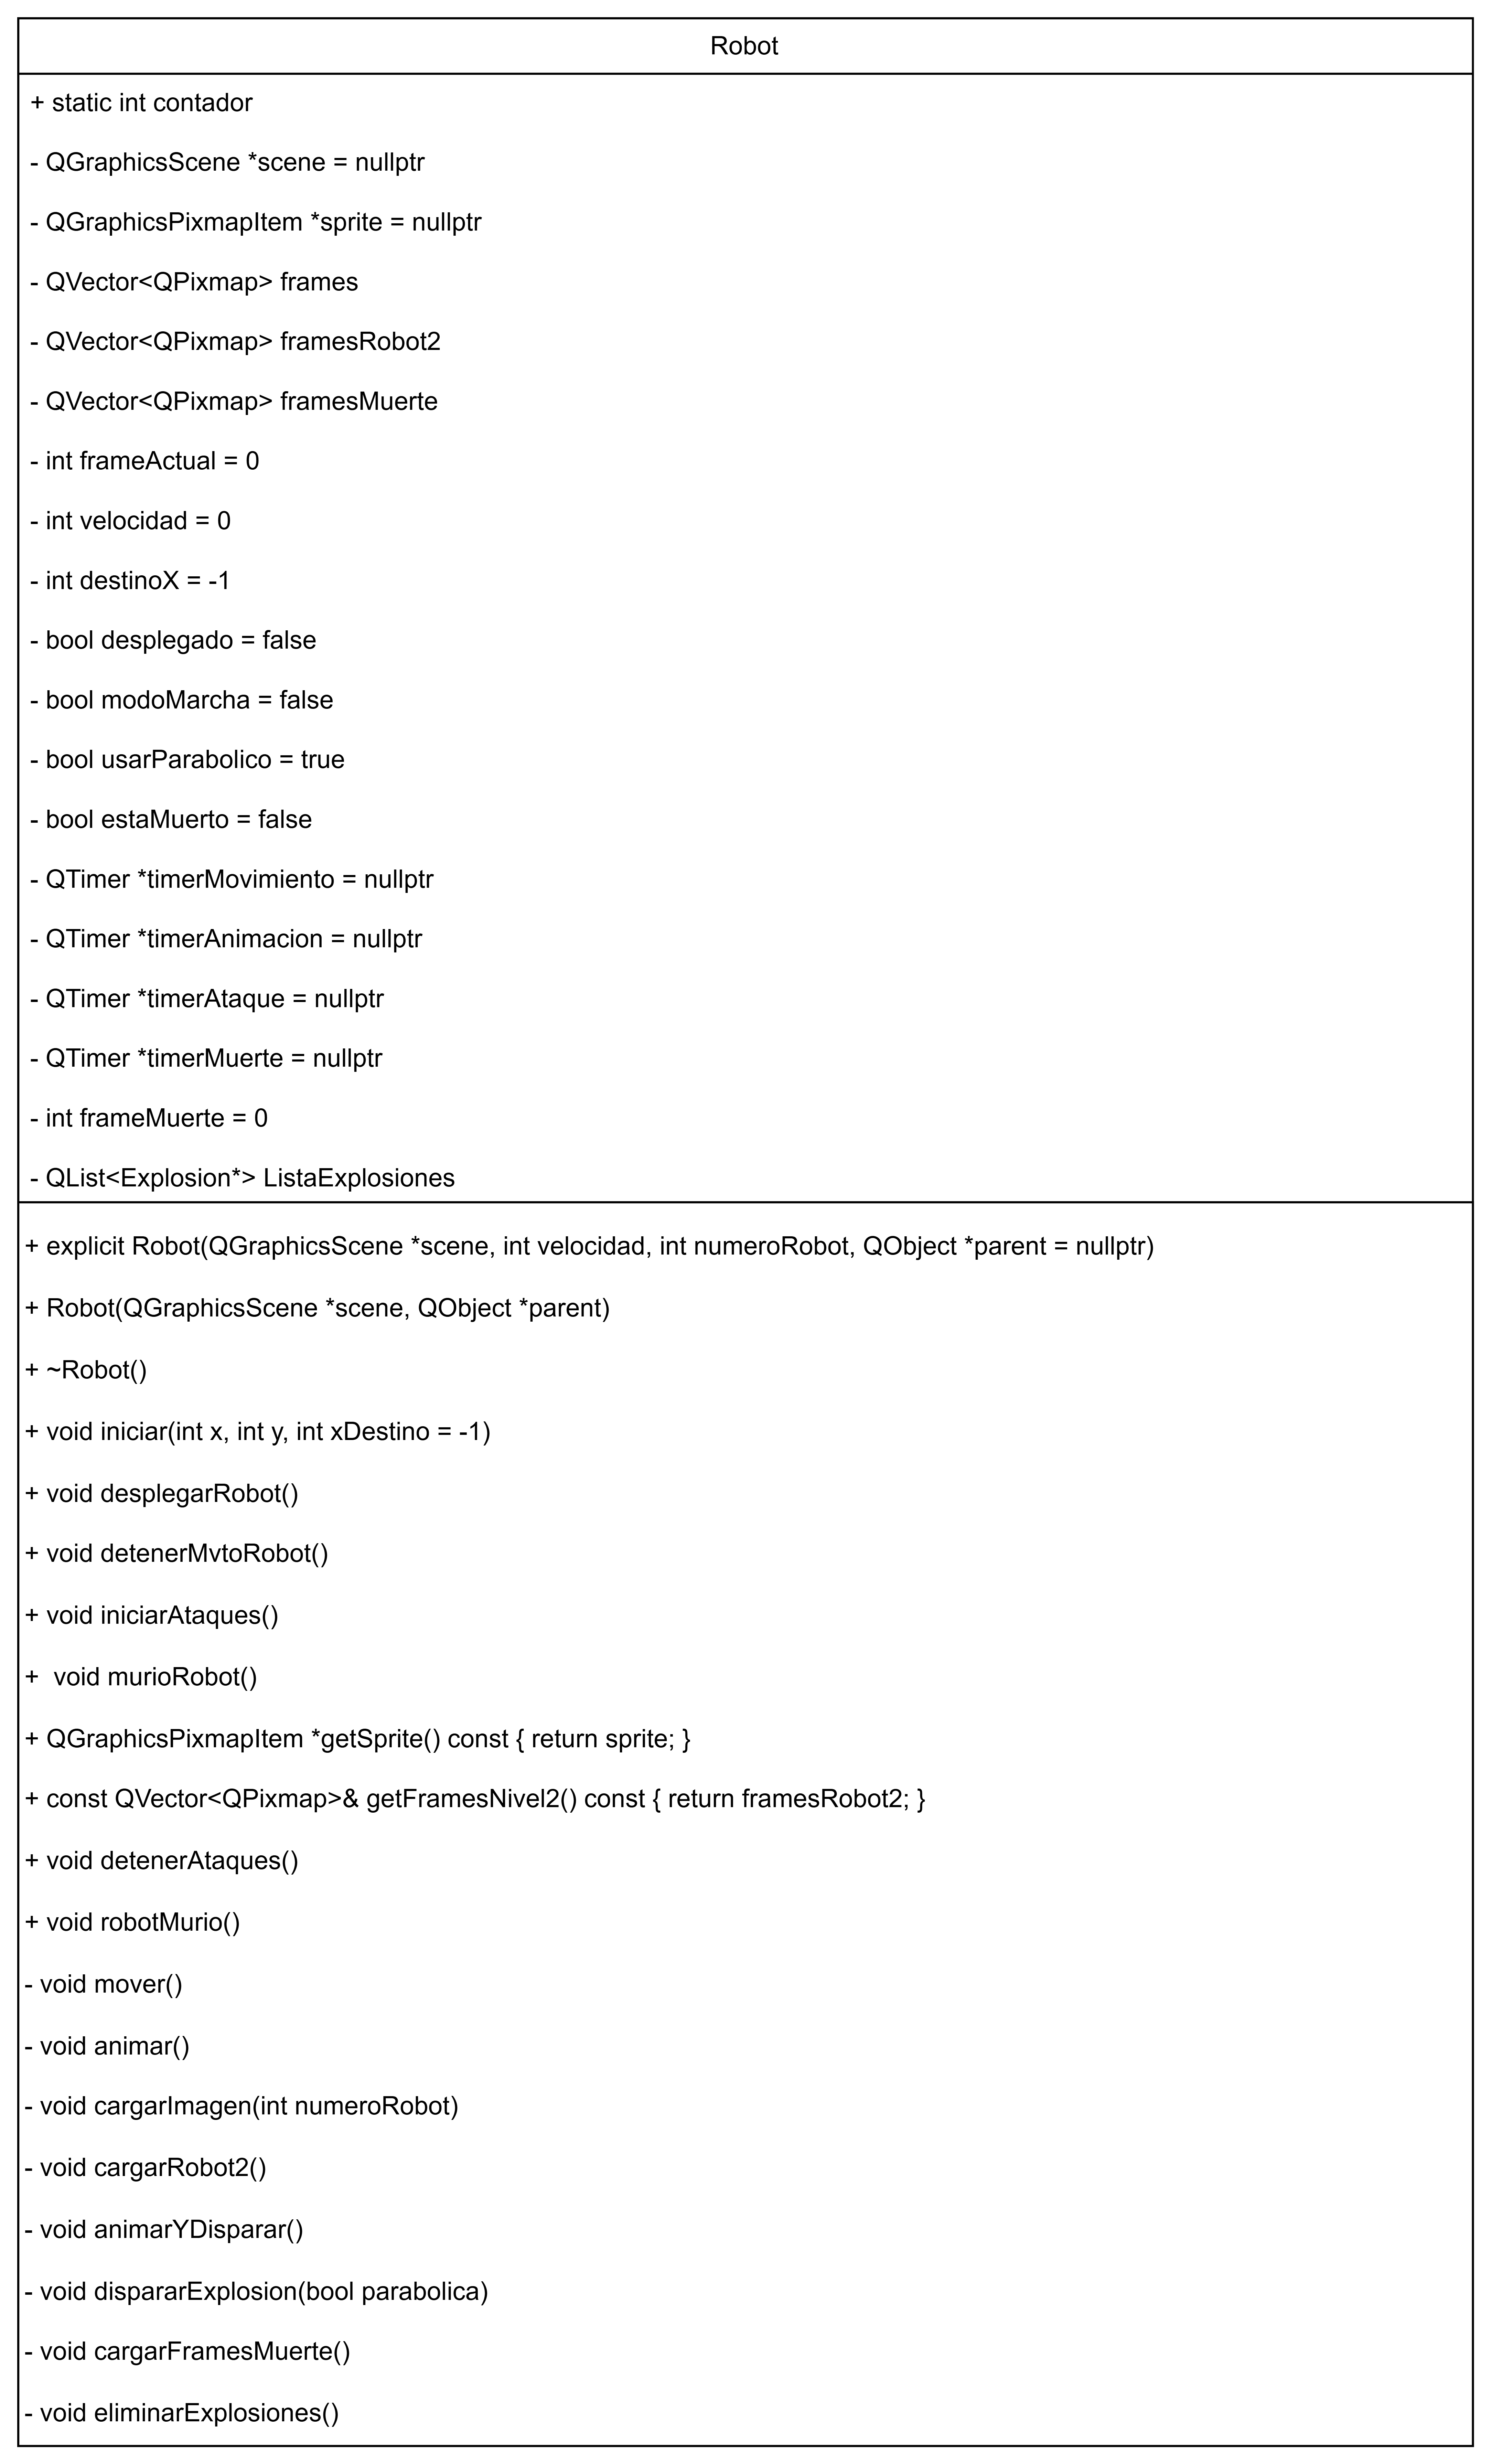 Robot
+ static int contador
- QGraphicsScene *scene = nullptr
- QGraphicsPixmapItem *sprite = nullptr
- QVector<QPixmap> frames
- QVector<QPixmap> framesRobot2
- QVector<QPixmap> framesMuerte
- int frameActual = 0
- int velocidad = 0
- int destinoX = -1
- bool desplegado = false
- bool modoMarcha = false
- bool usarParabolico = true
- bool estaMuerto = false
- QTimer *timerMovimiento = nullptr
- QTimer *timerAnimacion = nullptr
- QTimer *timerAtaque = nullptr
- QTimer *timerMuerte = nullptr
- int frameMuerte = 0
- QList<Explosion*> ListaExplosiones
+ explicit Robot(QGraphicsScene *scene, int velocidad, int numeroRobot, QObject *parent = nullptr)
+ Robot(QGraphicsScene *scene, QObject *parent)
+ ~Robot()
+ void iniciar(int x, int y, int xDestino = -1)
+ void desplegarRobot()
+ void detenerMvtoRobot()
+ void iniciarAtaques()
+  void murioRobot()
+ QGraphicsPixmapItem *getSprite() const { return sprite; }
+ const QVector<QPixmap>& getFramesNivel2() const { return framesRobot2; }
+ void detenerAtaques()
+ void robotMurio()
- void mover()
- void animar()
- void cargarImagen(int numeroRobot)
- void cargarRobot2()
- void animarYDisparar()
- void dispararExplosion(bool parabolica)
- void cargarFramesMuerte()
- void eliminarExplosiones()